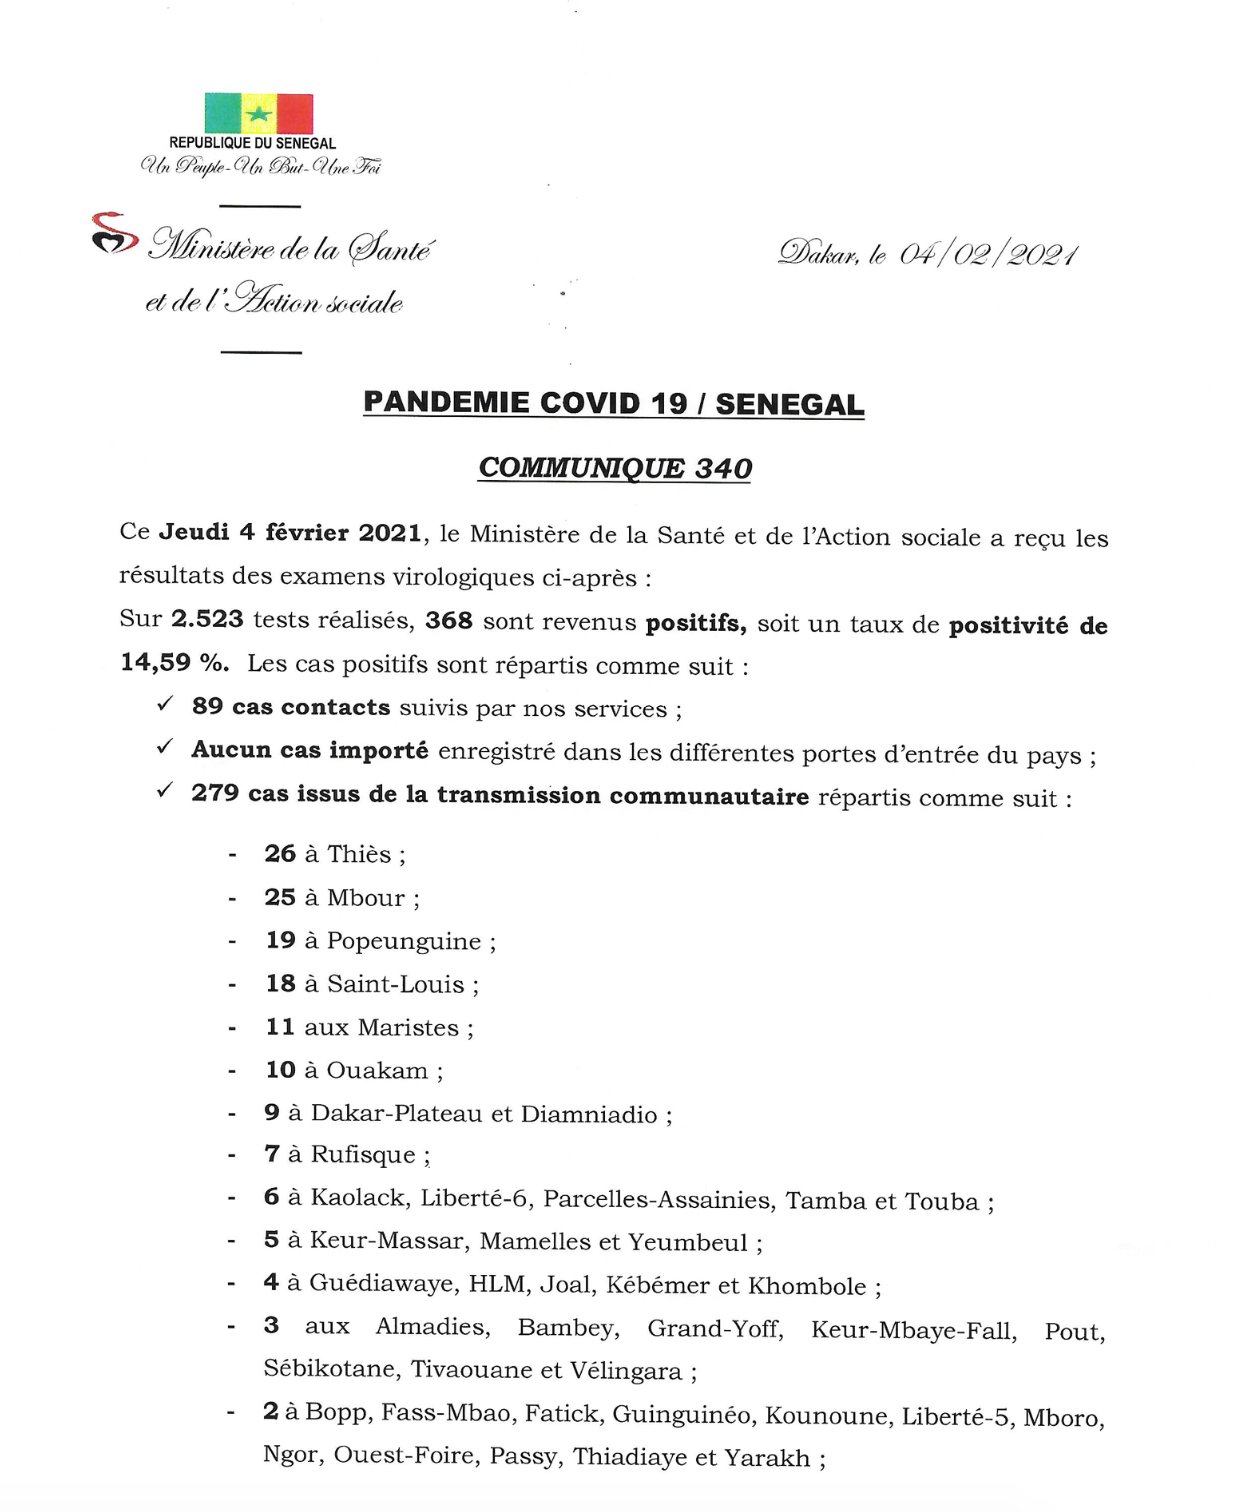 REPUBLIQUE DU SENEGAL
Un Peuple-Un But-Une Foi
Ministère de la Santé
et de l'Action sociale
Dakar, le 04/02/2021
PANDEMIE COVID 19 / SENEGAL
COMMUNIQUE 340
Ce Jeudi 4 février 2021, le Ministère de la Santé et de l'Action sociale a reçu les
résultats des examens virologiques ci-après :
Sur 2.523 tests réalisés, 368 sont revenus positifs, soit un taux de positivité de
14,59 %. Les cas positifs sont répartis comme suit :
✓ 89 cas contacts suivis par nos services ;
✓ Aucun cas importé enregistré dans les différentes portes d'entrée du pays ;
✓ 279 cas issus de la transmission communautaire répartis comme suit :
- 26 à Thiès ;
- 25 à Mbour ;
- 19 à Popeunguine ;
- 18 à Saint-Louis ;
- 11 aux Maristes ;
- 10 à Ouakam ;
- 9 à Dakar-Plateau et Diamniadio ;
- 7 à Rufisque ;
- 6 à Kaolack, Liberté-6, Parcelles-Assainies, Tamba et Touba ;
- 5 à Keur-Massar, Mamelles et Yeumbeul ;
- 4 à Guédiawaye, HLM, Joal, Kébémer et Khombole ;
- 3 aux Almadies, Bambey, Grand-Yoff, Keur-Mbaye-Fall, Pout,
Sébikotane, Tivaouane et Vélingara ;
- 2 à Bopp, Fass-Mbao, Fatick, Guinguinéo, Kounoune, Liberté-5, Mboro,
Ngor, Ouest-Foire, Passy, Thiadiaye et Yarakh ;